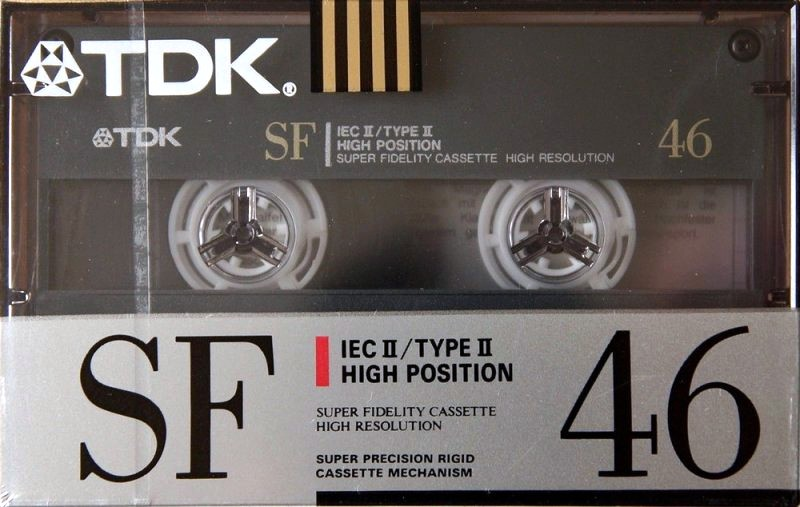 TDK®
TDK
SF
IEC II/TYPE II
HIGH POSITION
SUPER FIDELITY CASSETTE HIGH RESOLUTION
46
SF
IEC II/TYPE II
HIGH POSITION
SUPER FIDELITY CASSETTE
HIGH RESOLUTION
SUPER PRECISION RIGID
CASSETTE MECHANISM
46